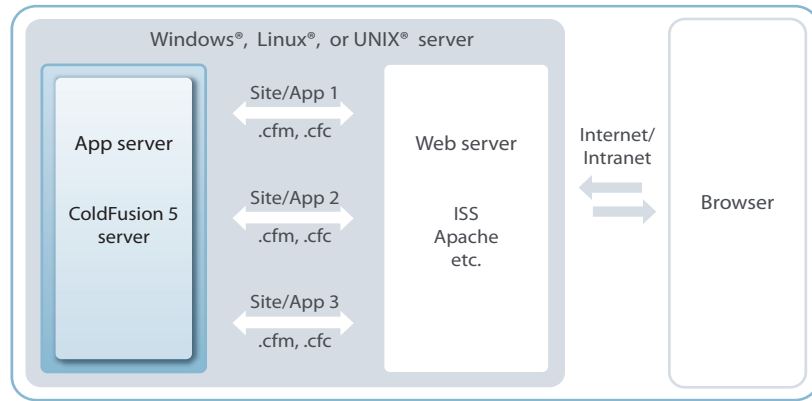 Windows®, Linux®, or UNIX® server
App server
ColdFusion 5
server
Site/App 1
.cfm, .cfc
Site/App 2
.cfm, .cfc
Site/App 3
.cfm, .cfc
Web server
ISS
Apache
etc.
Internet/
Intranet
Browser